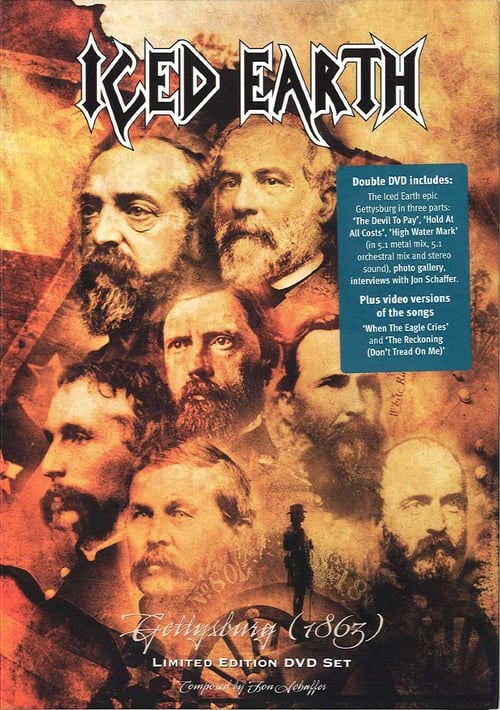 ICED EARTH
Double DVD includes:
The Iced Earth epic
Gettysburg in three parts:
'The Devil To Pay', 'Hold At
All Costs', 'High Water Mark'
(in 5.1 metal mix, 5.1
orchestral mix and stereo
sound), photo gallery,
interviews with Jon Schaffer.
Plus video versions
of the songs
'When The Eagle Cries'
and 'The Reckoning
(Don't Tread On Me)'
Gettysburg (1863)
LIMITED EDITION DVD SET
Composed by Jon Schaffer